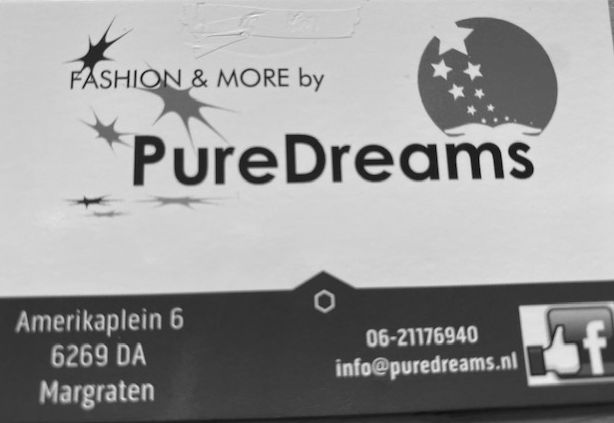 FASHION & MORE by
PureDreams
Amerikaplein 6
6269 DA
Margraten
06-21176940
info@puredreams.nl
f